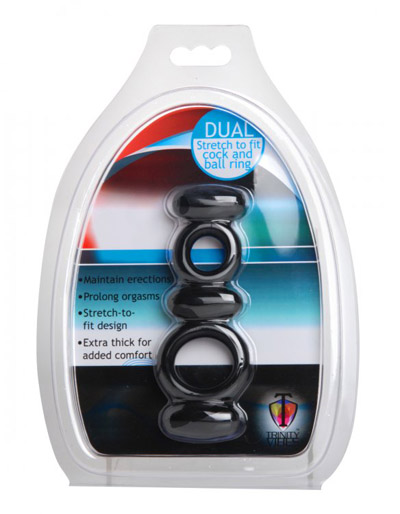 DUAL
Stretch to fit
cock and
ball ring
•Maintain erections
•Prolong orgasms
•Stretch-to-
fit design
•Extra thick for
added comfort
T
TRINITY
VIBES